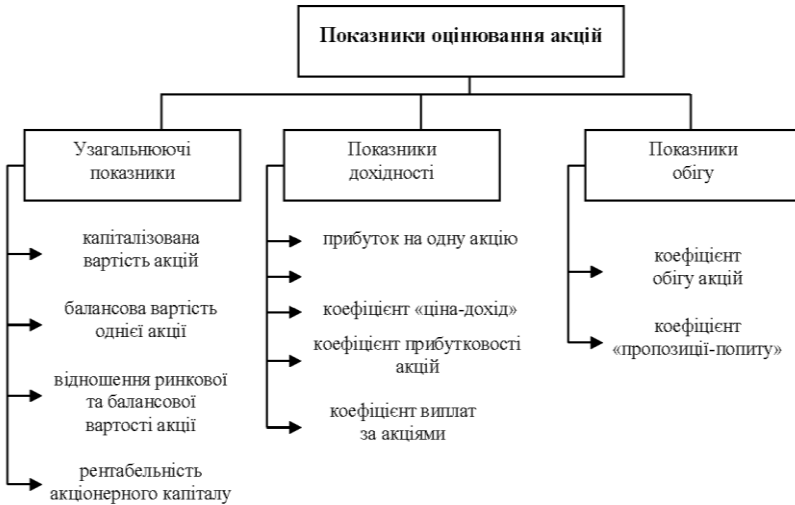 Показники оцінювання акцій
Узагальнюючі
показники
капіталізована
вартість акцій
балансова вартість
однієї акції
відношення ринкової
та балансової
вартості акції
рентабельність
акціонерного капіталу
Показники
дохідності
прибуток на одну акцію
коефіцієнт «ціна-дохід»
коефіцієнт прибутковості
акцій
коефіцієнт виплат
за акціями
Показники
обігу
коефіцієнт
обігу акцій
коефіцієнт
«пропозиції-попиту»